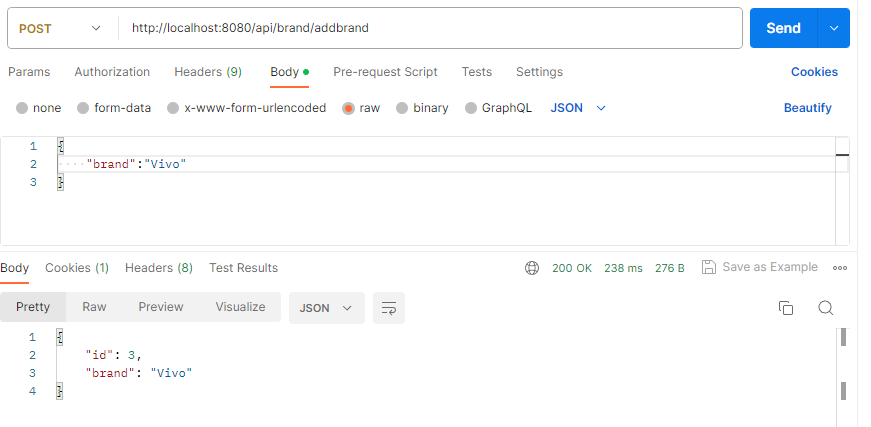 POST http://localhost:8080/api/brand/addbrand Send
Params Authorization Headers (9) Body Pre-request Script Tests Settings Cookies
none form-data x-www-form-urlencoded raw binary GraphQL JSON Beautify
1 {
2 "brand":"Vivo"
3 }
Body Cookies (1) Headers (8) Test Results 200 OK 238 ms 276 B Save as Example
Pretty Raw Preview Visualize JSON
1 {
2 "id": 3,
3 "brand": "Vivo"
4 }